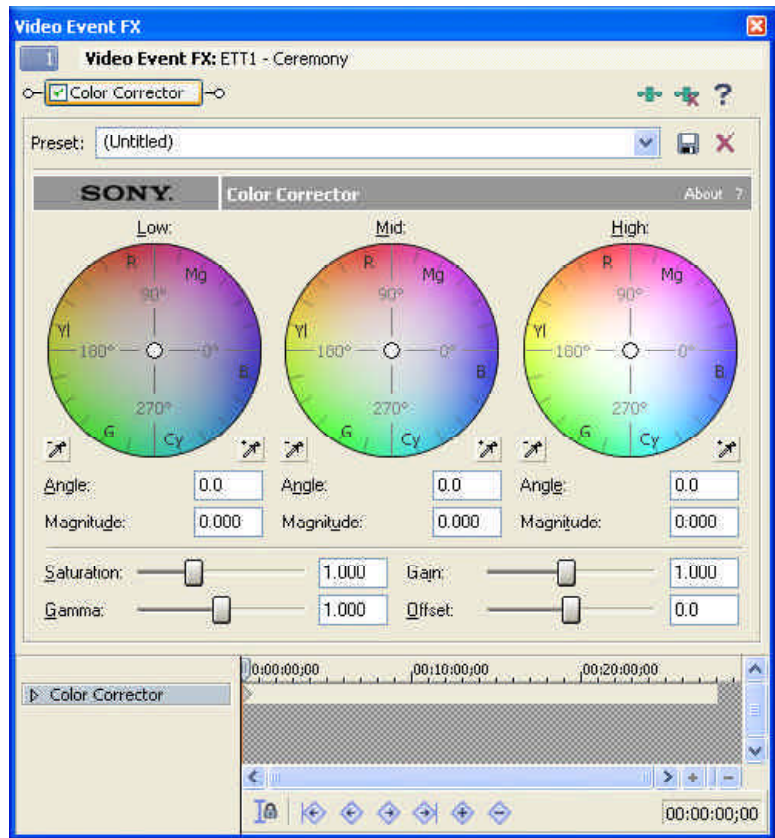 Video Event FX
1 Video Event FX: ETT1 - Ceremony
Color Corrector ?
Preset: (Untitled)
SONY. Color Corrector About ?
Low: Mid: High:
R Mg R Mg R Mg
90° 90° 90°
Yl Yl Yl
180° 0° 180° 0° 180° 0°
B B B
270° 270° 270°
G Cy G Cy G Cy
Angle: 0.0 Angle: 0.0 Angle: 0.0
Magnitude: 0.000 Magnitude: 0.000 Magnitude: 0.000
Saturation: 1.000 Gain: 1.000
Gamma: 1.000 Offset: 0.0
0:00:00;00 00:10:00;00 00:20:00;00
Color Corrector
00:00:00;00